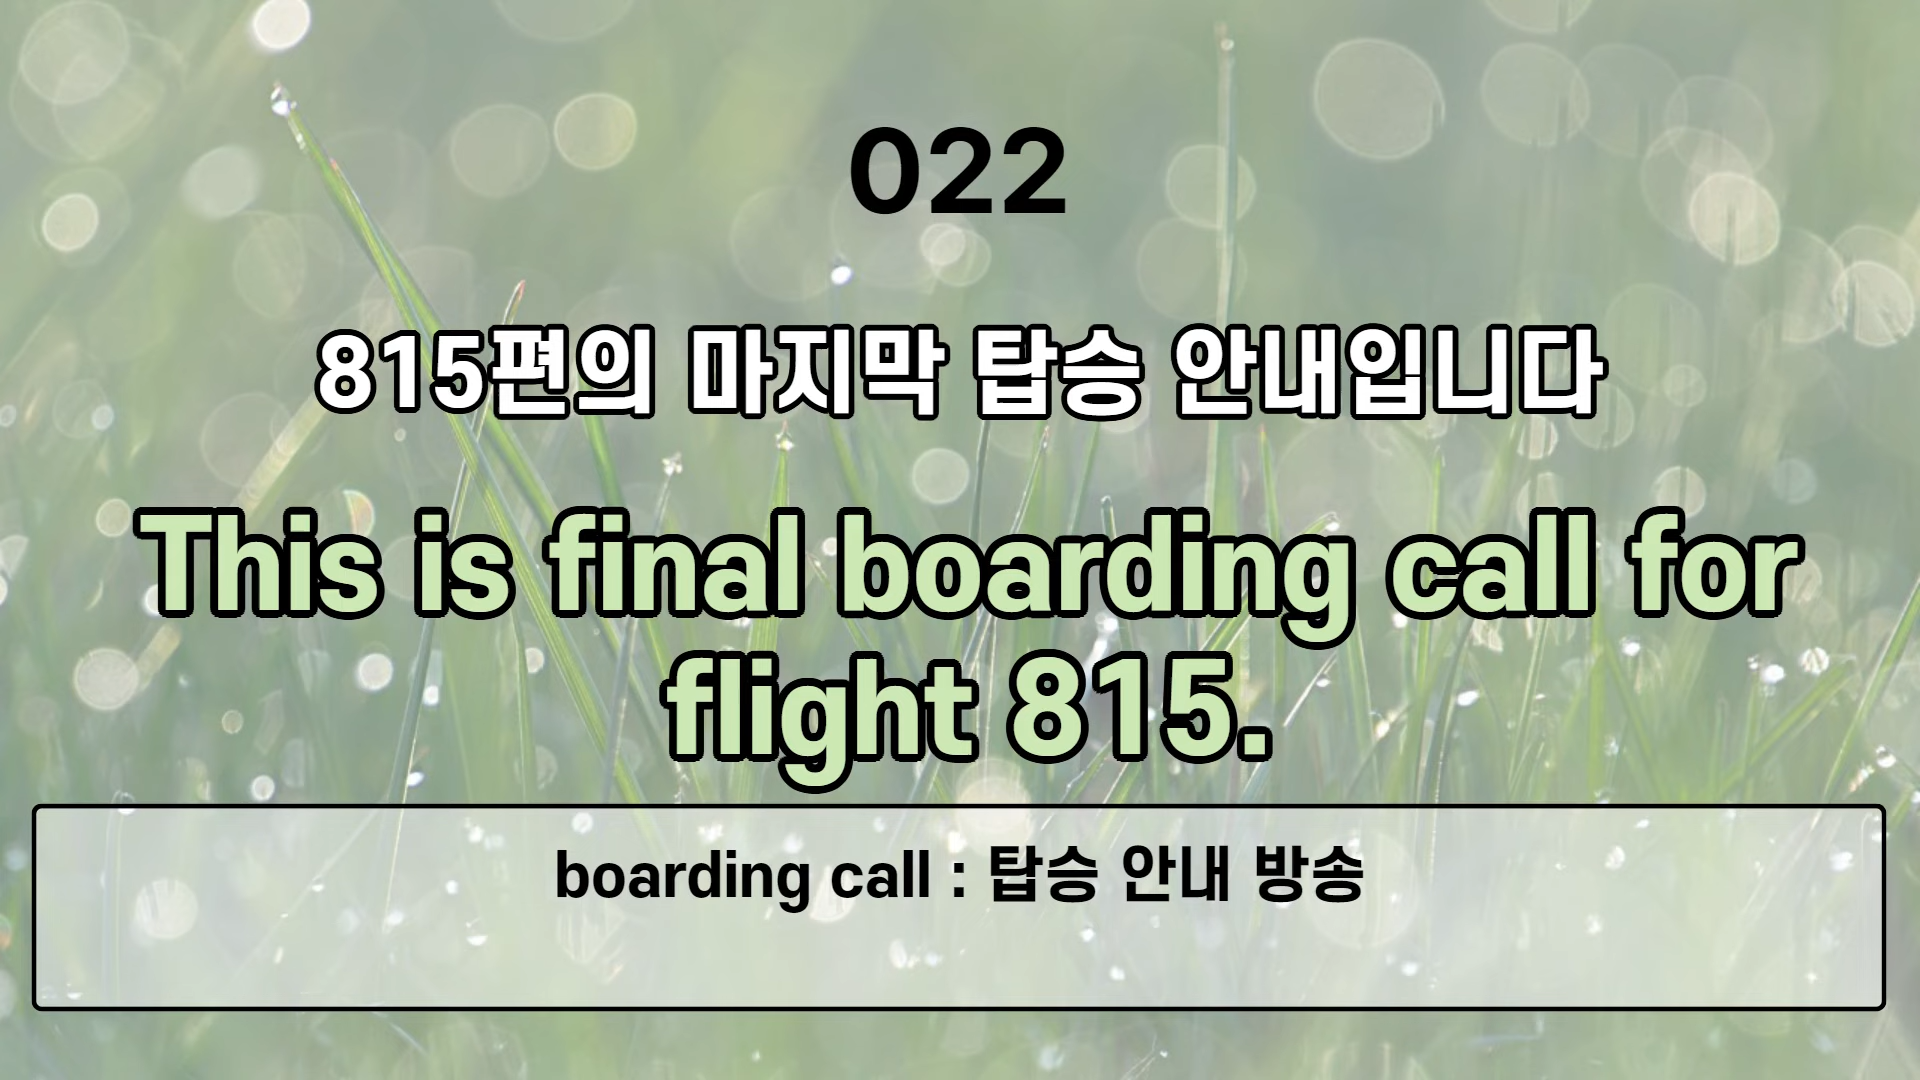 022
815편의 마지막 탑승 안내입니다
This is final boarding call for
flight 815.
boarding call : 탑승 안내 방송